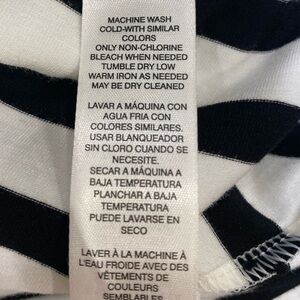 MACHINE WASH
COLD-WITH SIMILAR
COLORS
ONLY NON-CHLORINE
BLEACH WHEN NEEDED
TUMBLE DRY LOW
WARM IRON AS NEEDED
MAY BE DRY CLEANED
LAVAR A MÁQUINA CON
AGUA FRIA CON
COLORES SIMILARES.
USAR BLANQUEADOR
SIN CLORO CUANDO SE
NECESITE.
SECAR A MÁQUINA A
BAJA TEMPERATURA
PLANCHAR A BAJA
TEMPERATURA
PUEDE LAVARSE EN
SECO
LAVER À LA MACHINE À
L'EAU FROIDE AVEC DES
VÊTEMENTS DE
COULEURS
SEMBLABLES